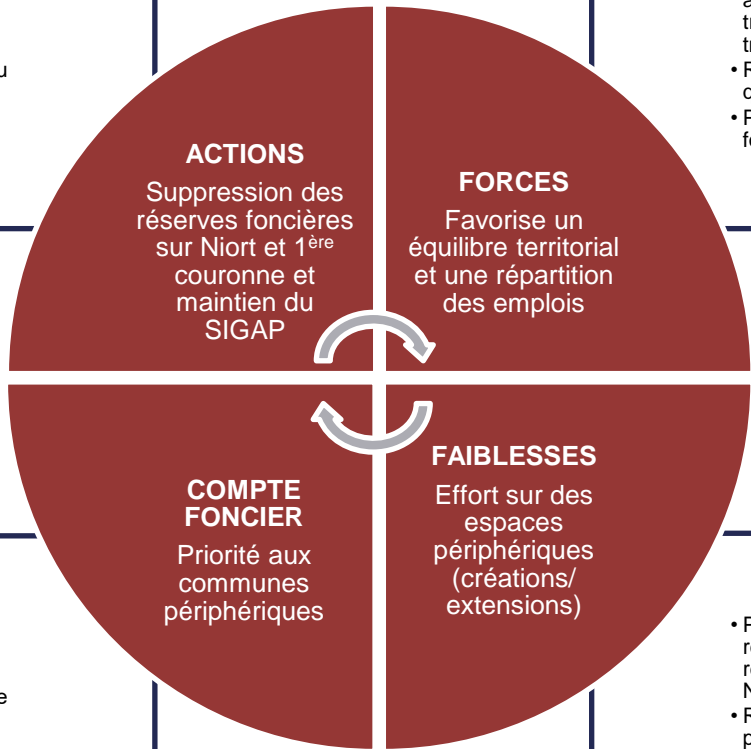 ACTIONS
Suppression des
réserves foncières
sur Niort et 1ère
couronne et
maintien du
SIGAP
FORCES
Favorise un
équilibre territorial
et une répartition
des emplois
COMPTE
FONCIER
Priorité aux
communes
périphériques
FAIBLESSES
Effort sur des
espaces
périphériques
(créations/
extensions)